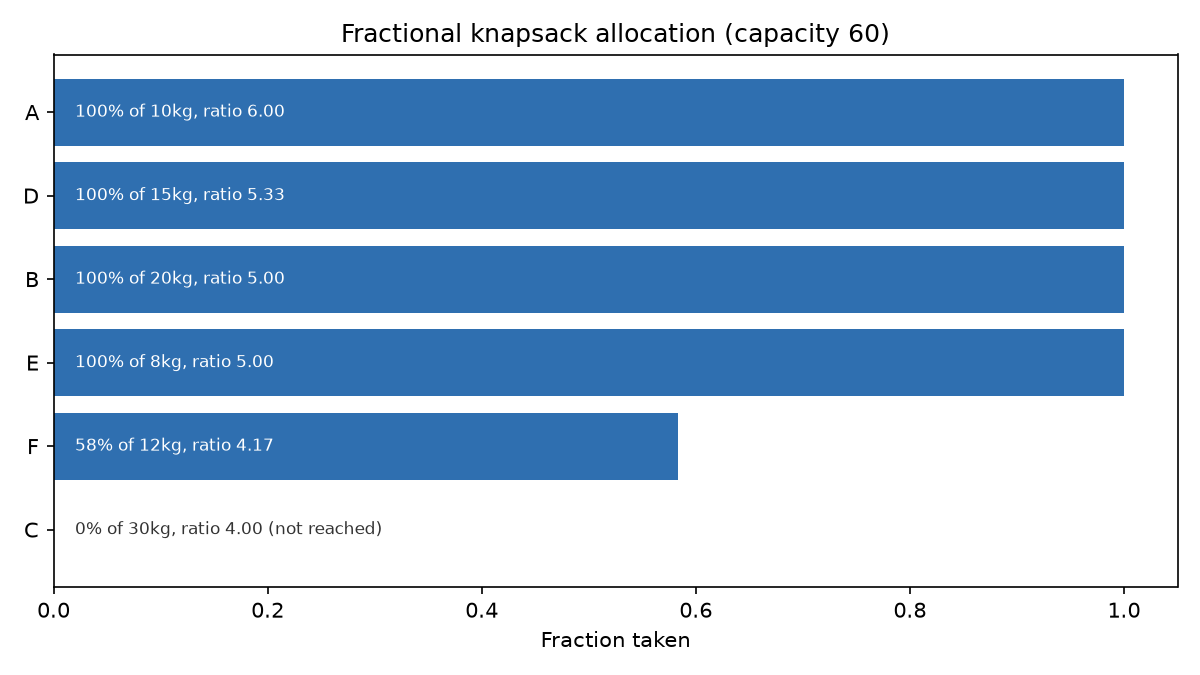 Fractional knapsack allocation (capacity 60)
A
100% of 10kg, ratio 6.00
D
100% of 15kg, ratio 5.33
B
100% of 20kg, ratio 5.00
E
100% of 8kg, ratio 5.00
F
58% of 12kg, ratio 4.17
C
0% of 30kg, ratio 4.00 (not reached)
0.0 0.2 0.4 0.6 0.8 1.0
Fraction taken